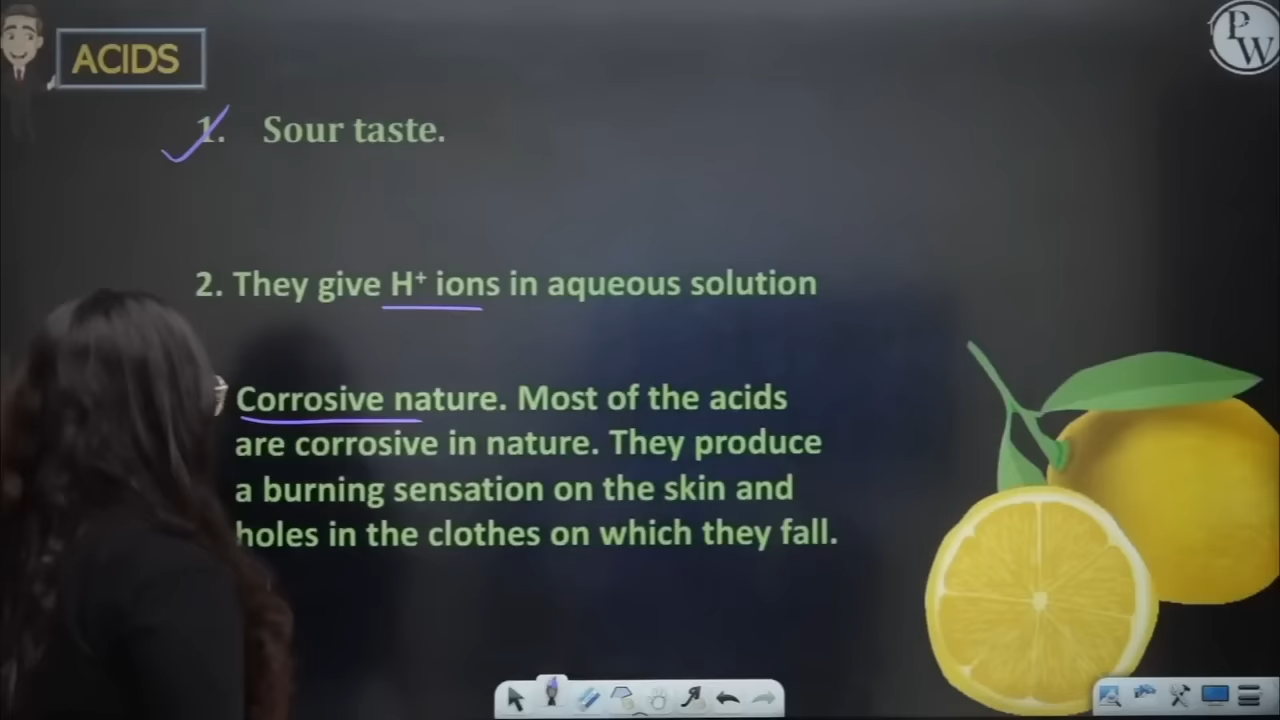 ACIDS
PW
1. Sour taste.
2. They give H⁺ ions in aqueous solution
Corrosive nature. Most of the acids
are corrosive in nature. They produce
a burning sensation on the skin and
holes in the clothes on which they fall.